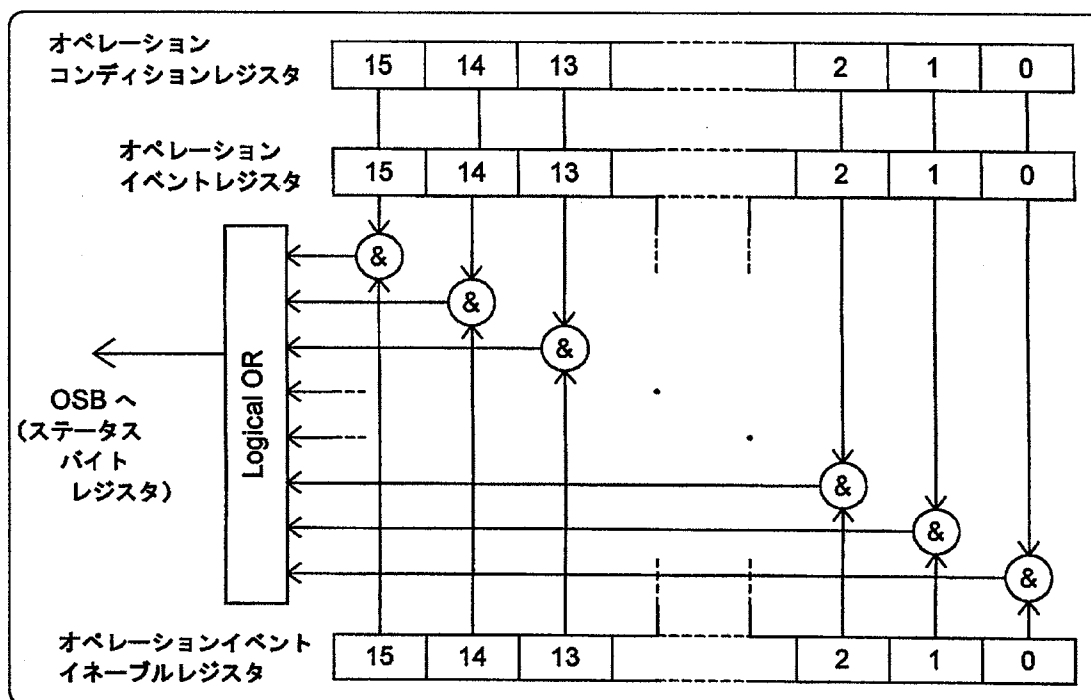 オペレーション
コンディションレジスタ
15 14 13 2 1 0
オペレーション
イベントレジスタ
15 14 13 2 1 0
&
&
&
Logical OR
OSB へ
(ステータス
バイト
レジスタ)
&
&
&
オペレーションイベント
イネーブルレジスタ
15 14 13 2 1 0